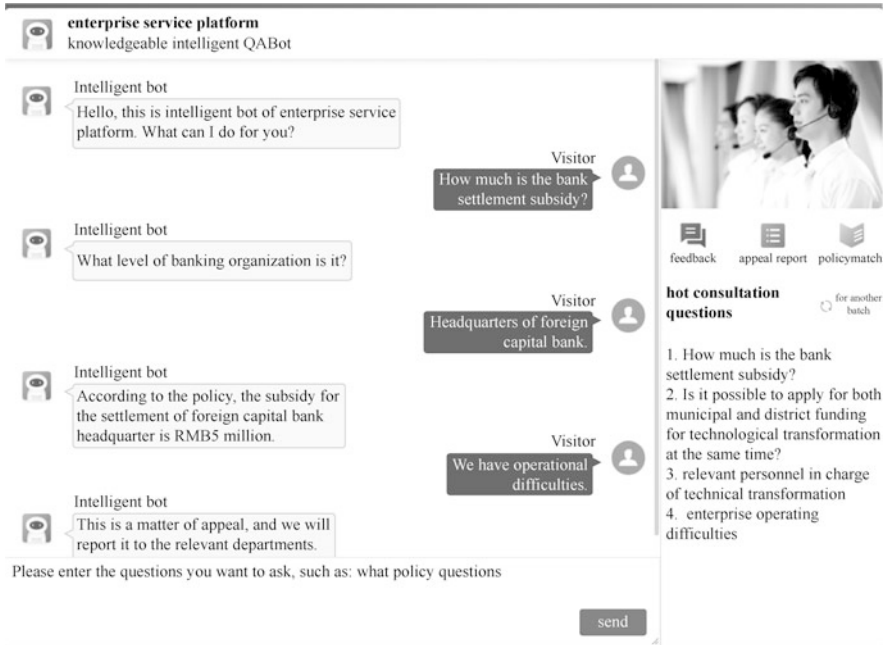 enterprise service platform
knowledgeable intelligent QABot
Intelligent bot
Hello, this is intelligent bot of enterprise service
platform. What can I do for you?
Visitor
How much is the bank
settlement subsidy?
Intelligent bot
What level of banking organization is it?
Visitor
Headquarters of foreign
capital bank.
Intelligent bot
According to the policy, the subsidy for
the settlement of foreign capital bank
headquarter is RMB5 million.
Visitor
We have operational
difficulties.
Intelligent bot
This is a matter of appeal, and we will
report it to the relevant departments.
Please enter the questions you want to ask, such as: what policy questions
send
feedback
appeal report
policymatch
hot consultation
questions
for another
batch
1. How much is the bank
settlement subsidy?
2. Is it possible to apply for both
municipal and district funding
for technological transformation
at the same time?
3. relevant personnel in charge
of technical transformation
4. enterprise operating
difficulties